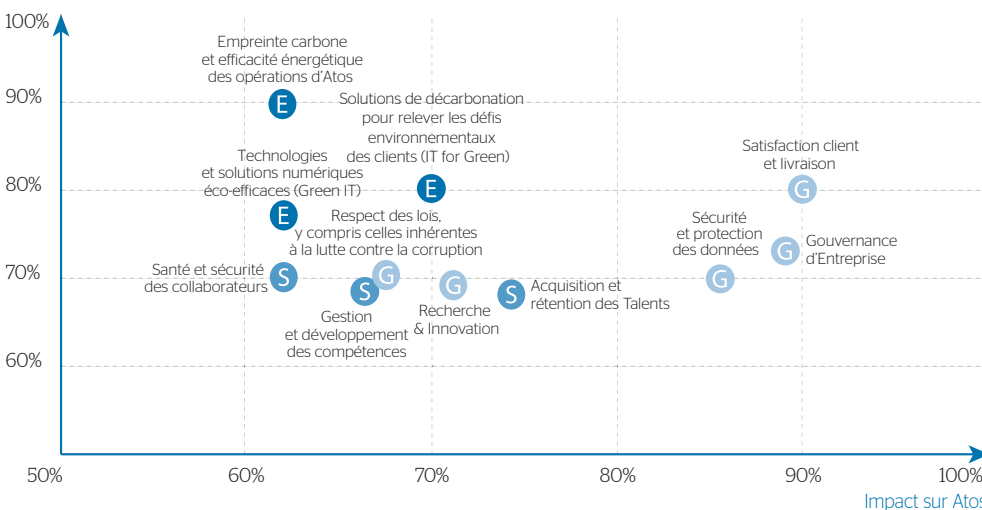 100%
90%
80%
70%
60%
50%
60%
70%
80%
90%
100%
Impact sur Atos
Empreinte carbone
et efficacité énergétique
des opérations d'Atos
E
Solutions de décarbonation
pour relever les défis
environnementaux
des clients (IT for Green)
E
Technologies
et solutions numériques
éco-efficaces (Green IT)
E
Satisfaction client
et livraison
G
Respect des lois,
y compris celles inhérentes
à la lutte contre la corruption
G
Sécurité
et protection
des données
G
G
Gouvernance
d'Entreprise
Santé et sécurité
des collaborateurs
S
S
Gestion
et développement
des compétences
G
Recherche
& Innovation
S
Acquisition et
rétention des Talents